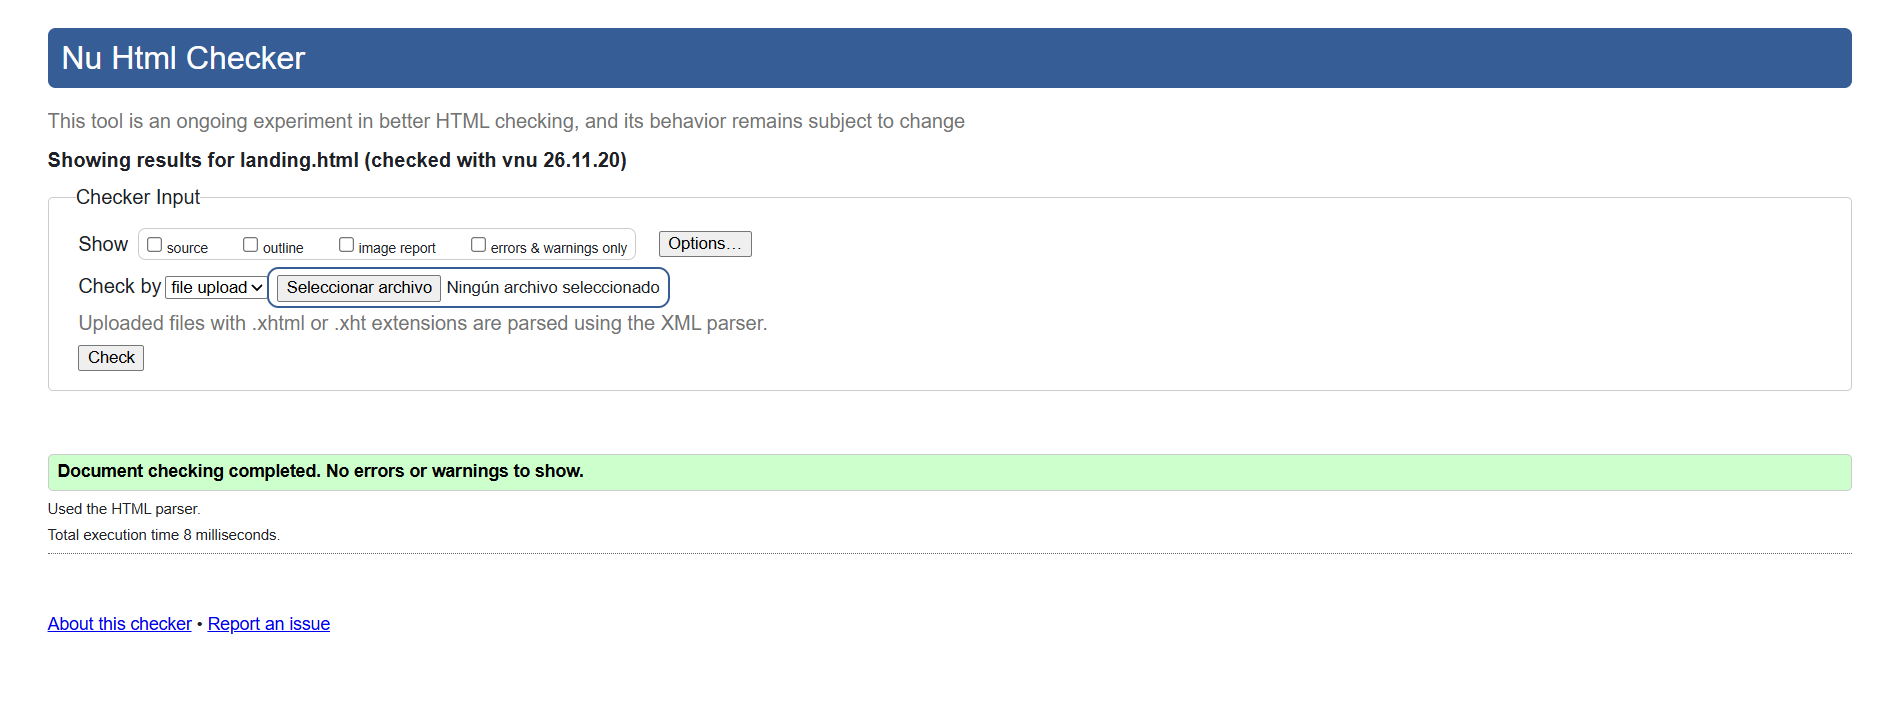 Nu Html Checker
This tool is an ongoing experiment in better HTML checking, and its behavior remains subject to change
Showing results for landing.html (checked with vnu 26.11.20)
Checker Input
Show source outline image report errors & warnings only Options…
Check by file upload Seleccionar archivo Ningún archivo seleccionado
Uploaded files with .xhtml or .xht extensions are parsed using the XML parser.
Check
Document checking completed. No errors or warnings to show.
Used the HTML parser.
Total execution time 8 milliseconds.
About this checker • Report an issue